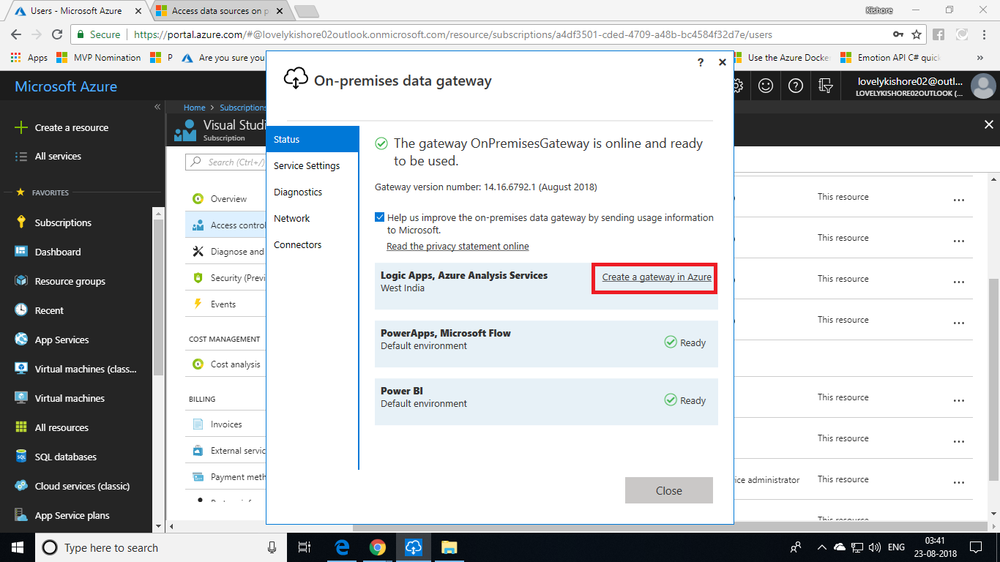 Users - Microsoft Azure
Access data sources on p
Kishore
Secure
https://portal.azure.com/#@lovelykishore02outlook.onmicrosoft.com/resource/subscriptions/a4df3501-cded-4709-a48b-bc4584f32d7e/users
Apps
MVP Nomination
P
Are you sure you
Use the Azure Docke
Emotion API C# quick
»
Microsoft Azure
lovelykishore02@outl...
LOVELYKISHORE02OUTLOOK (...
Create a resource
All services
FAVORITES
Subscriptions
Dashboard
Resource groups
Recent
App Services
Virtual machines (class...
Virtual machines
All resources
SQL databases
Cloud services (classic)
App Service plans
Home > Subscriptions
Visual Studi
Subscription
Search (Ctrl+/)
Overview
Access control
Diagnose and
Security (Previ
Events
COST MANAGEMENT
Cost analysis
BILLING
Invoices
External servic
Payment meth
On-premises data gateway
?
Status
Service Settings
Diagnostics
Network
Connectors
The gateway OnPremisesGateway is online and ready
to be used.
Gateway version number: 14.16.6792.1 (August 2018)
Help us improve the on-premises data gateway by sending usage information
to Microsoft.
Read the privacy statement online
Logic Apps, Azure Analysis Services
West India
Create a gateway in Azure
PowerApps, Microsoft Flow
Default environment
Ready
Power BI
Default environment
Ready
Close
This resource
...
This resource
...
This resource
...
This resource
...
This resource
...
This resource
...
ice administrator
This resource
...
This resource
Type here to search
ENG
03:41
23-08-2018